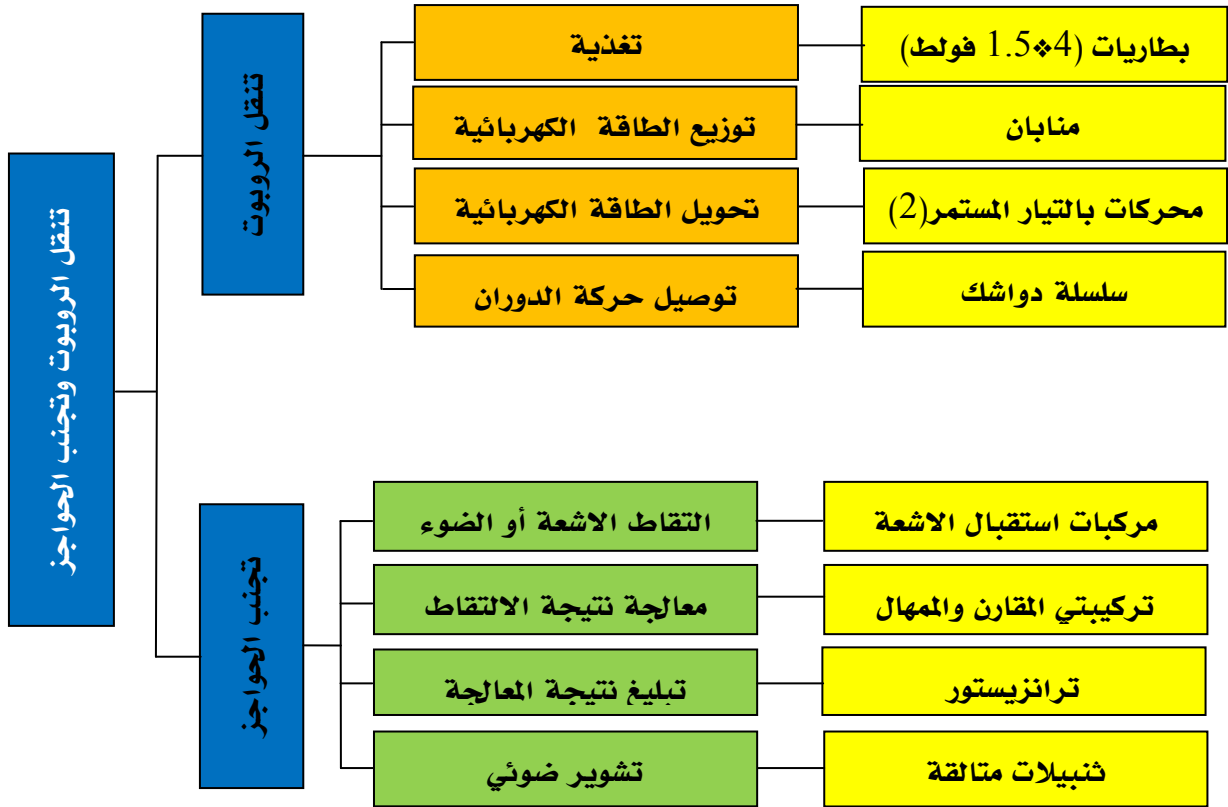 تنقل الروبوت وتجنب الحواجز
تنقل الروبوت
تغذية
بطاريات (4❖1.5 فولط)
توزيع الطاقة الكهربائية
منابان
تحويل الطاقة الكهربائية
محركات بالتيار المستمر(2)
توصيل حركة الدوران
سلسلة دواشك
تجنب الحواجز
التقاط الاشعة أو الضوء
مركبات استقبال الاشعة
معالجة نتيجة الالتقاط
تركيبتي المقارن والممهال
تبليغ نتيجة المعالجة
ترانزيستور
تشوير ضوئي
ثنبيلات متالقة